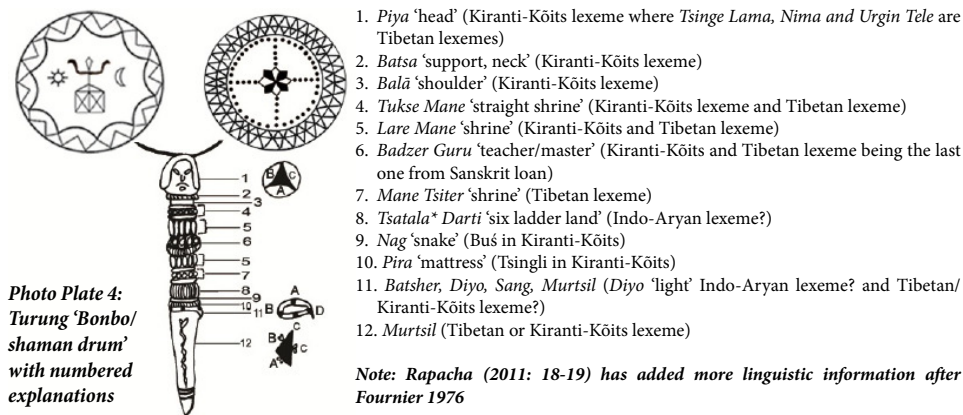 B C
A
1
2
3
4
5
6
5
7
8
9
10
11
12
A
B D
C
B
C
A
Photo Plate 4:
Turung ‘Bonbo/
shaman drum’
with numbered
explanations
1. Piya ‘head’ (Kiranti-Kõits lexeme where Tsinge Lama, Nima and Urgin Tele are
Tibetan lexemes)
2. Batsa ‘support, neck’ (Kiranti-Kõits lexeme)
3. Balā ‘shoulder’ (Kiranti-Kõits lexeme)
4. Tukse Mane ‘straight shrine’ (Kiranti-Kõits lexeme and Tibetan lexeme)
5. Lare Mane ‘shrine’ (Kiranti-Kõits and Tibetan lexeme)
6. Badzer Guru ‘teacher/master’ (Kiranti-Kõits and Tibetan lexeme being the last
one from Sanskrit loan)
7. Mane Tsiter ‘shrine’ (Tibetan lexeme)
8. Tsatala* Darti ‘six ladder land’ (Indo-Aryan lexeme?)
9. Nag ‘snake’ (Buś in Kiranti-Kõits)
10. Pira ‘mattress’ (Tsingli in Kiranti-Kõits)
11. Batsher, Diyo, Sang, Murtsil (Diyo ‘light’ Indo-Aryan lexeme? and Tibetan/
Kiranti-Kõits lexeme?)
12. Murtsil (Tibetan or Kiranti-Kõits lexeme)
Note: Rapacha (2011: 18-19) has added more linguistic information after
Fournier 1976